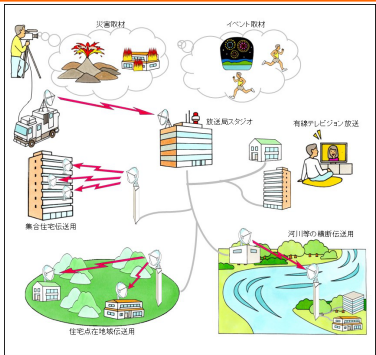 災害取材
イベント取材
放送局スタジオ
有線テレビジョン放送
集合住宅伝送用
河川等の横断伝送用
住宅点在地域伝送用